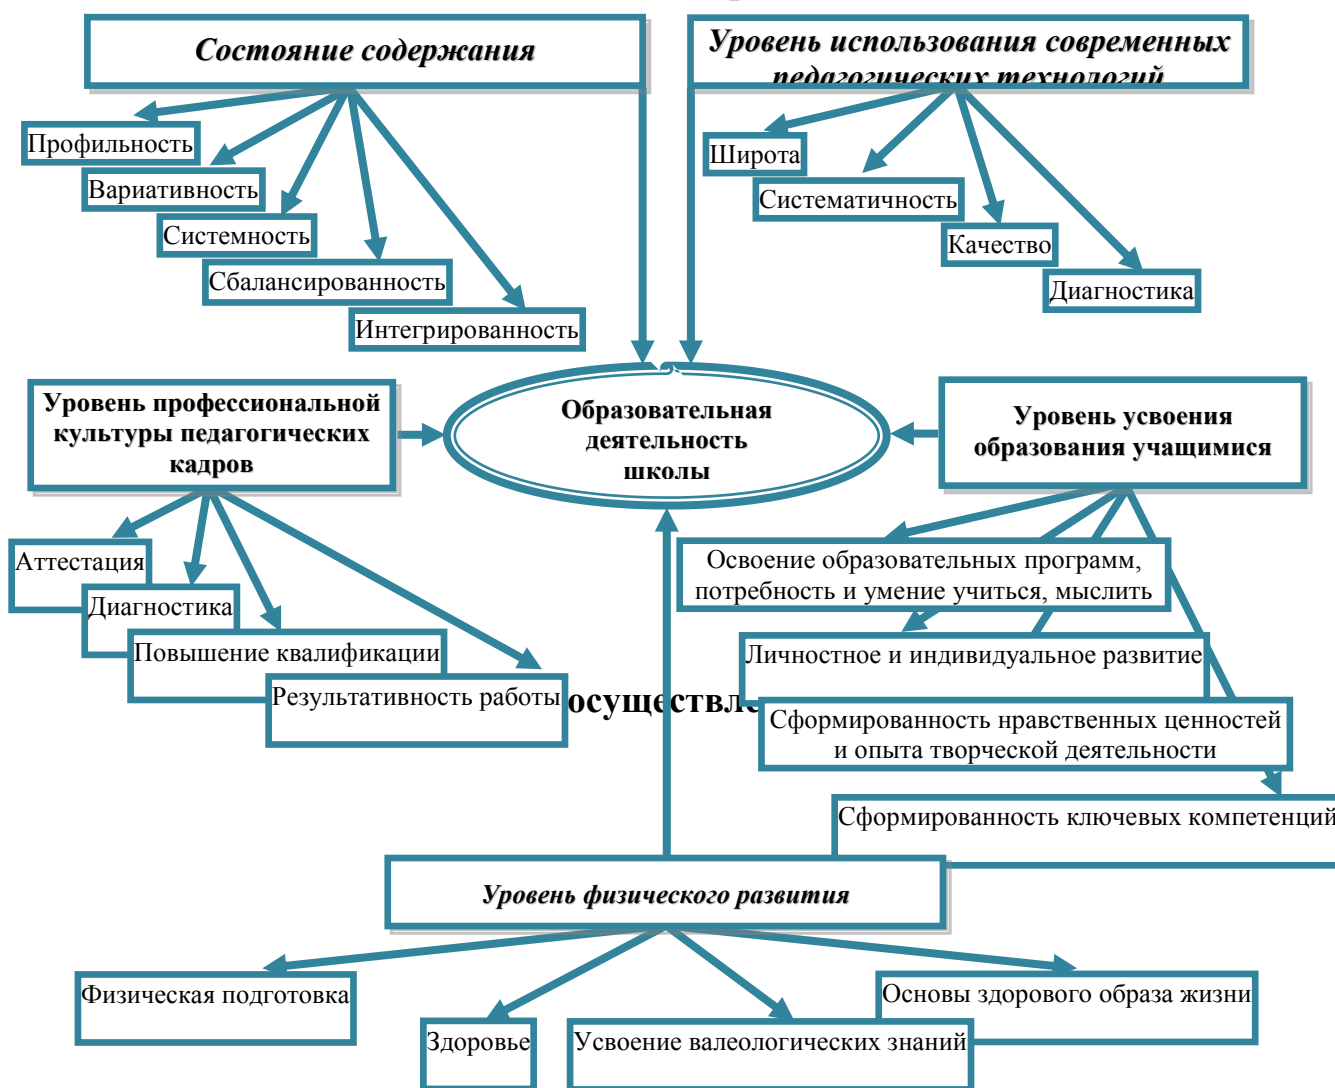 Состояние содержания
Уровень использования современных
педагогических технологий
Профильность
Вариативность
Системность
Сбалансированность
Интегрированность
Широта
Систематичность
Качество
Диагностика
Уровень профессиональной
культуры педагогических
кадров
Образовательная
деятельность
школы
Уровень усвоения
образования учащимися
Аттестация
Диагностика
Повышение квалификации
Результативность работы
Освоение образовательных программ,
потребность и умение учиться, мыслить
Личностное и индивидуальное развитие
Сформированность нравственных ценностей
и опыта творческой деятельности
Сформированность ключевых компетенций
Уровень физического развития
Физическая подготовка
Здоровье
Усвоение валеологических знаний
Основы здорового образа жизни